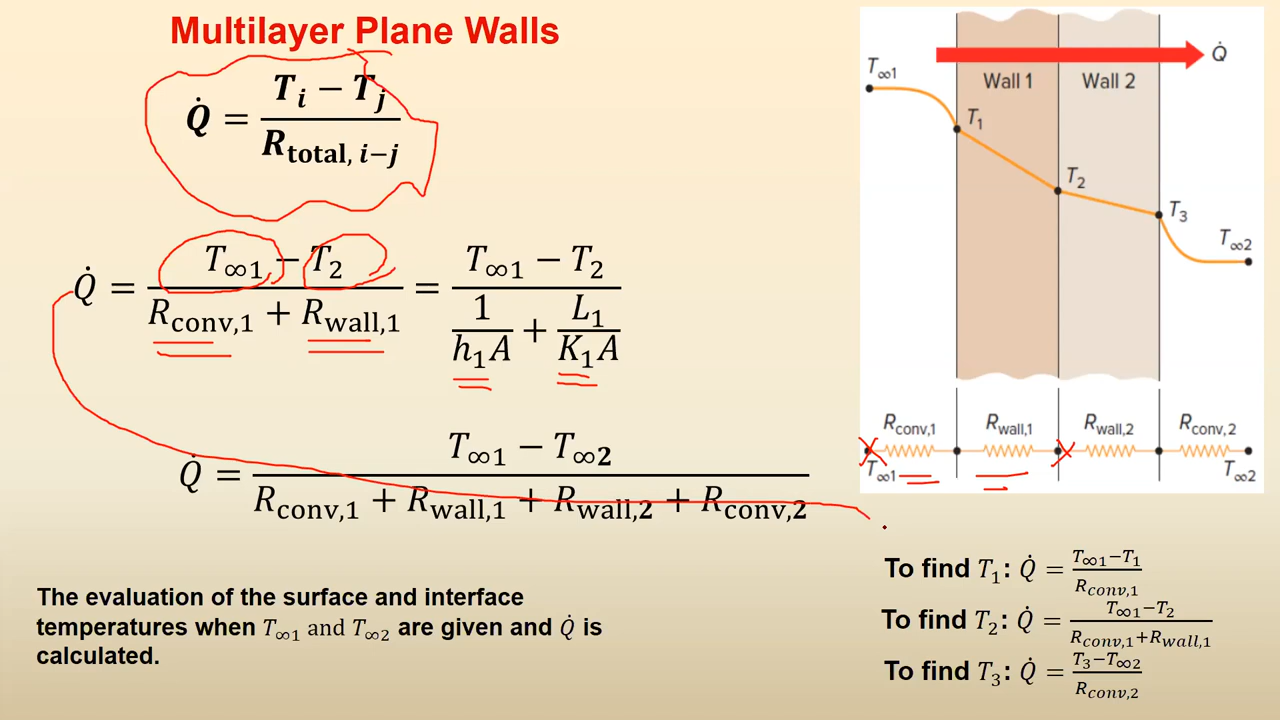 Multilayer Plane Walls
Q̇ = (T_i − T_j) / R_total, i−j
Q̇ = (T_∞1 − T_2) / (R_conv,1 + R_wall,1) = (T_∞1 − T_2) / (1/(h_1 A) + L_1/(K_1 A))
Q̇ = (T_∞1 − T_∞2) / (R_conv,1 + R_wall,1 + R_wall,2 + R_conv,2)
The evaluation of the surface and interface
temperatures when T_∞1 and T_∞2 are given and Q̇ is
calculated.
Q̇
T_∞1
Wall 1
Wall 2
T_1
T_2
T_3
T_∞2
R_conv,1
R_wall,1
R_wall,2
R_conv,2
T_∞1
T_∞2
To find T_1: Q̇ = (T_∞1 − T_1) / R_conv,1
To find T_2: Q̇ = (T_∞1 − T_2) / (R_conv,1 + R_wall,1)
To find T_3: Q̇ = (T_3 − T_∞2) / R_conv,2